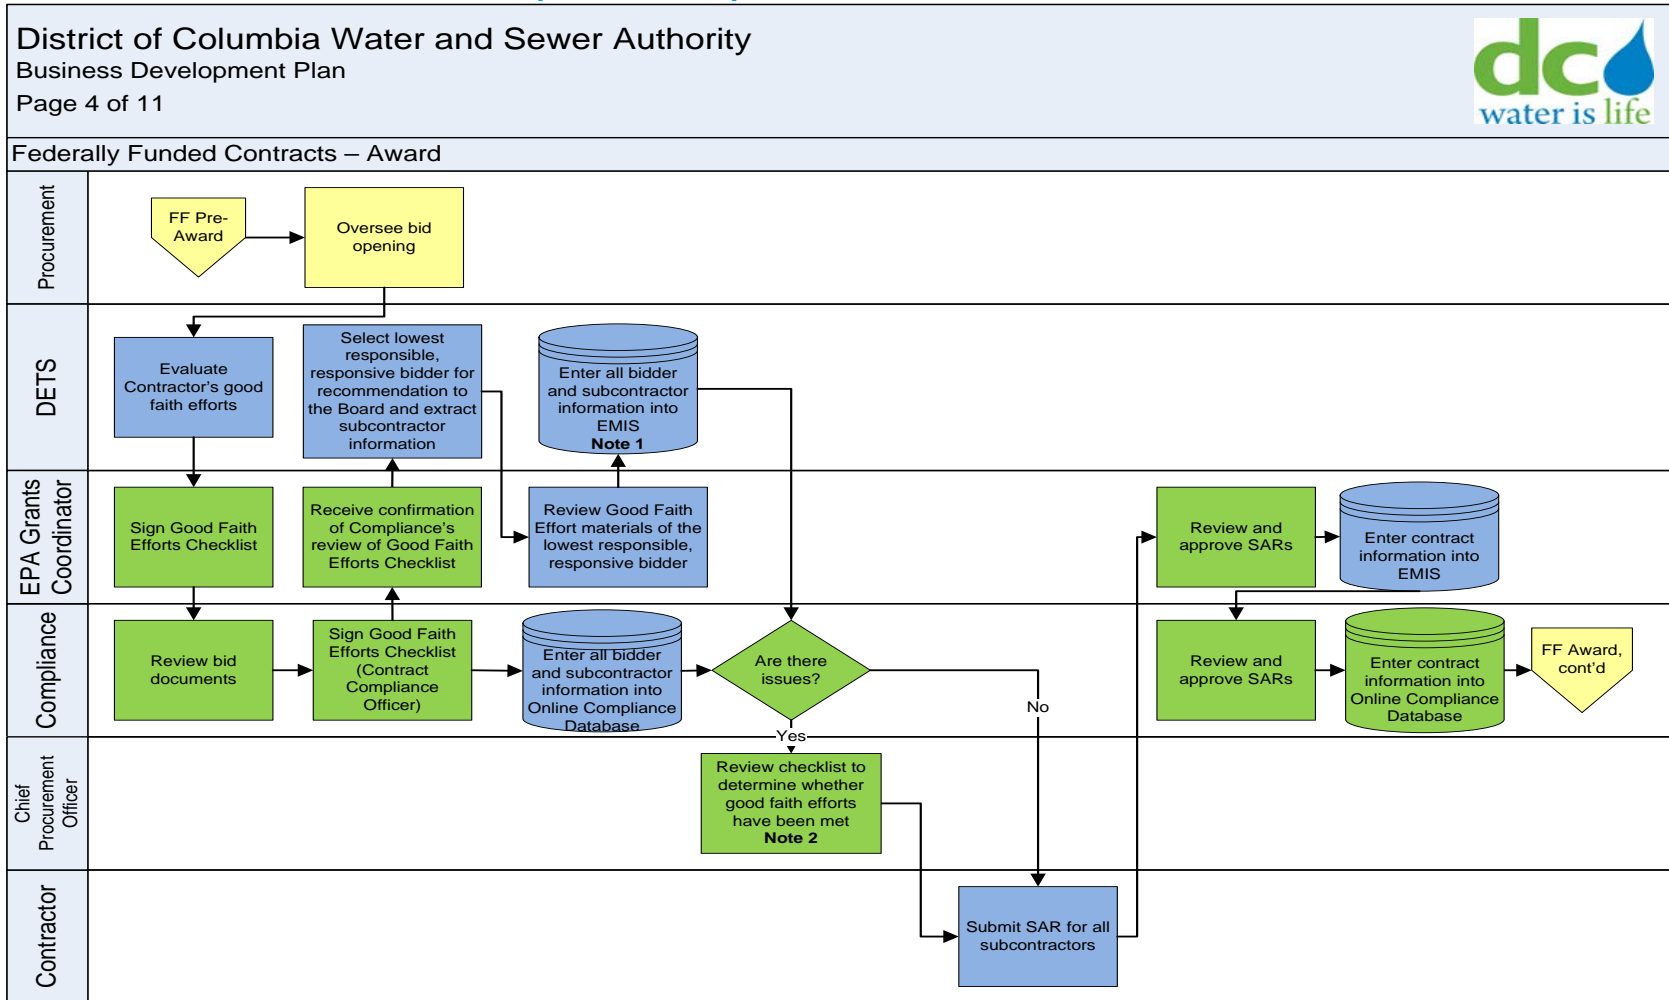 District of Columbia Water and Sewer Authority
Business Development Plan
Page 4 of 11
dc
water is life
Federally Funded Contracts – Award
Procurement
FF Pre-
Award
Oversee bid
opening
DETS
Evaluate
Contractor's good
faith efforts
Select lowest
responsible,
responsive bidder for
recommendation to
the Board and extract
subcontractor
information
Enter all bidder
and subcontractor
information into
EMIS
Note 1
EPA Grants
Coordinator
Sign Good Faith
Efforts Checklist
Receive confirmation
of Compliance's
review of Good Faith
Efforts Checklist
Review Good Faith
Effort materials of the
lowest responsible,
responsive bidder
Review and
approve SARs
Enter contract
information into
EMIS
Compliance
Review bid
documents
Sign Good Faith
Efforts Checklist
(Contract
Compliance
Officer)
Enter all bidder
and subcontractor
information into
Online Compliance
Database
Are there
issues?
No
Yes
Review and
approve SARs
Enter contract
information into
Online Compliance
Database
FF Award,
cont'd
Chief
Procurement
Officer
Review checklist to
determine whether
good faith efforts
have been met
Note 2
Contractor
Submit SAR for all
subcontractors